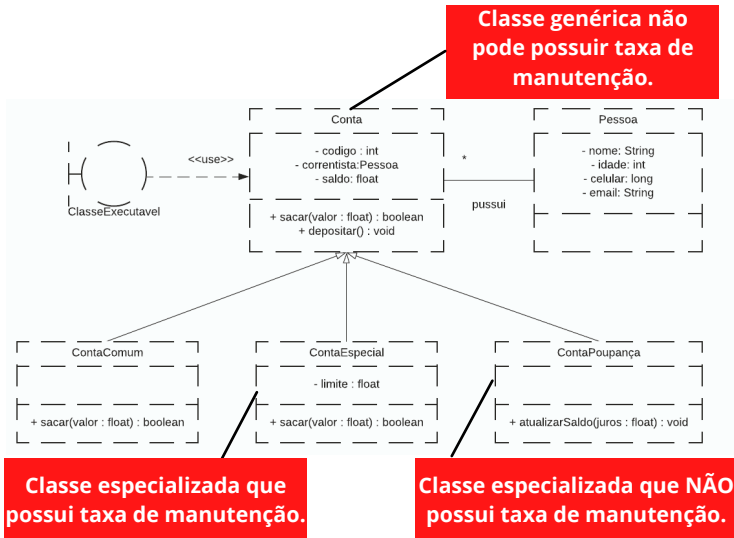 Classe genérica não
pode possuir taxa de
manutenção.
Conta
- codigo : int
- correntista:Pessoa
- saldo: float
+ sacar(valor : float) : boolean
+ depositar() : void
Pessoa
- nome: String
- idade: int
- celular: long
- email: String
<<use>>
ClasseExecutavel
*
pussui
ContaComum
+ sacar(valor : float) : boolean
ContaEspecial
- limite : float
+ sacar(valor : float) : boolean
ContaPoupança
+ atualizarSaldo(juros : float) : void
Classe especializada que
possui taxa de manutenção.
Classe especializada que NÃO
possui taxa de manutenção.